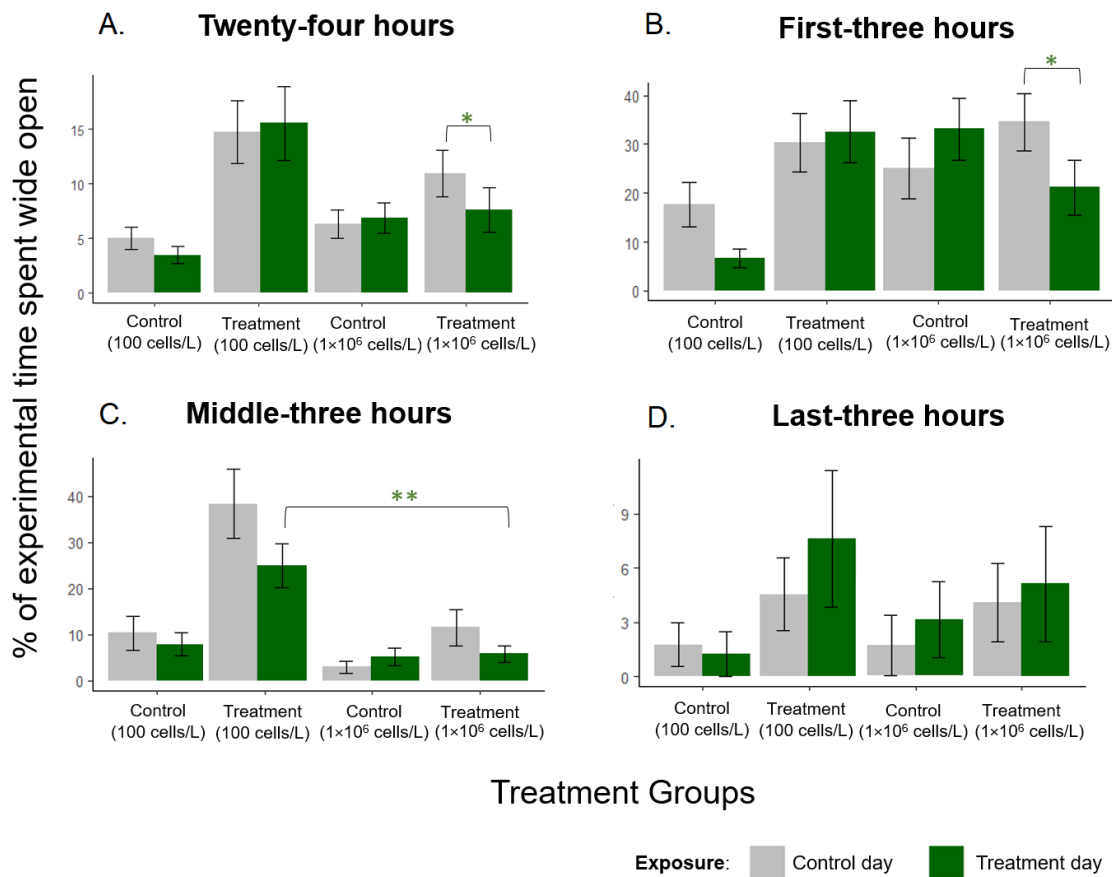 % of experimental time spent wide open
A.
Twenty-four hours
15
10
5
0
*
Control
(100 cells/L)
Treatment
(100 cells/L)
Control
(1×10⁶ cells/L)
Treatment
(1×10⁶ cells/L)
B.
First-three hours
40
30
20
10
0
*
Control
(100 cells/L)
Treatment
(100 cells/L)
Control
(1×10⁶ cells/L)
Treatment
(1×10⁶ cells/L)
C.
Middle-three hours
40
30
20
10
0
**
Control
(100 cells/L)
Treatment
(100 cells/L)
Control
(1×10⁶ cells/L)
Treatment
(1×10⁶ cells/L)
D.
Last-three hours
9
6
3
0
Control
(100 cells/L)
Treatment
(100 cells/L)
Control
(1×10⁶ cells/L)
Treatment
(1×10⁶ cells/L)
Treatment Groups
Exposure: Control day Treatment day